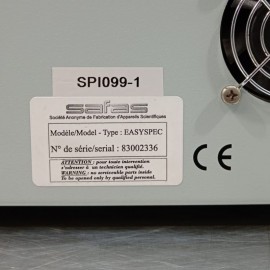 SPI099-1
safas
Société Anonyme de Fabrication d'Appareils Scientifiques
Modèle/Model - Type : EASYSPEC
N° de série/serial : 83002336
ATTENTION : pour toute intervention
s'adresser à un technicien qualifié.
WARNING : no serviceable parts inside
To be opened only by qualified personal.
CE